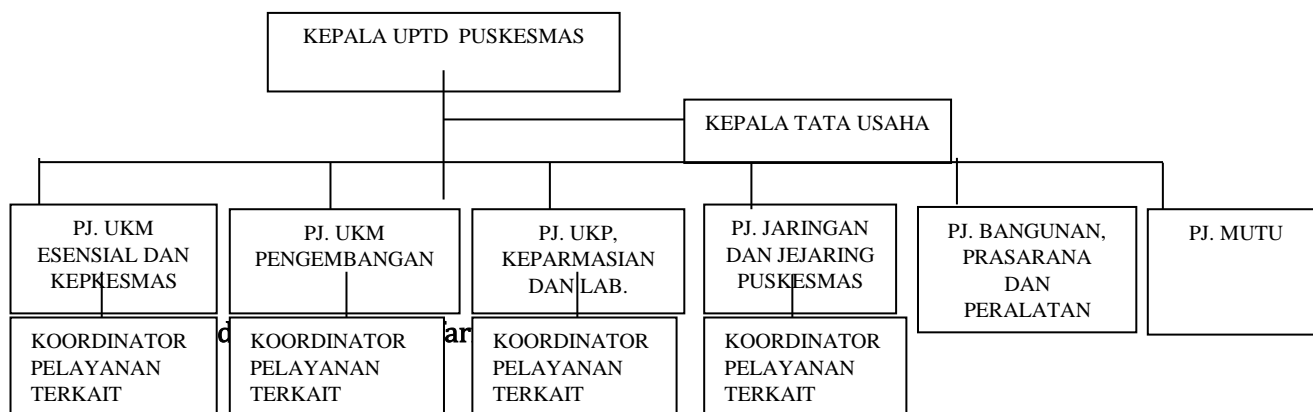 KEPALA UPTD PUSKESMAS
KEPALA TATA USAHA
PJ. UKM
ESENSIAL DAN
KEPKESMAS
PJ. UKM
PENGEMBANGAN
PJ. UKP,
KEPARMASIAN
DAN LAB.
PJ. JARINGAN
DAN JEJARING
PUSKESMAS
PJ. BANGUNAN,
PRASARANA
DAN
PERALATAN
PJ. MUTU
KOORDINATOR
PELAYANAN
TERKAIT
KOORDINATOR
PELAYANAN
TERKAIT
KOORDINATOR
PELAYANAN
TERKAIT
KOORDINATOR
PELAYANAN
TERKAIT